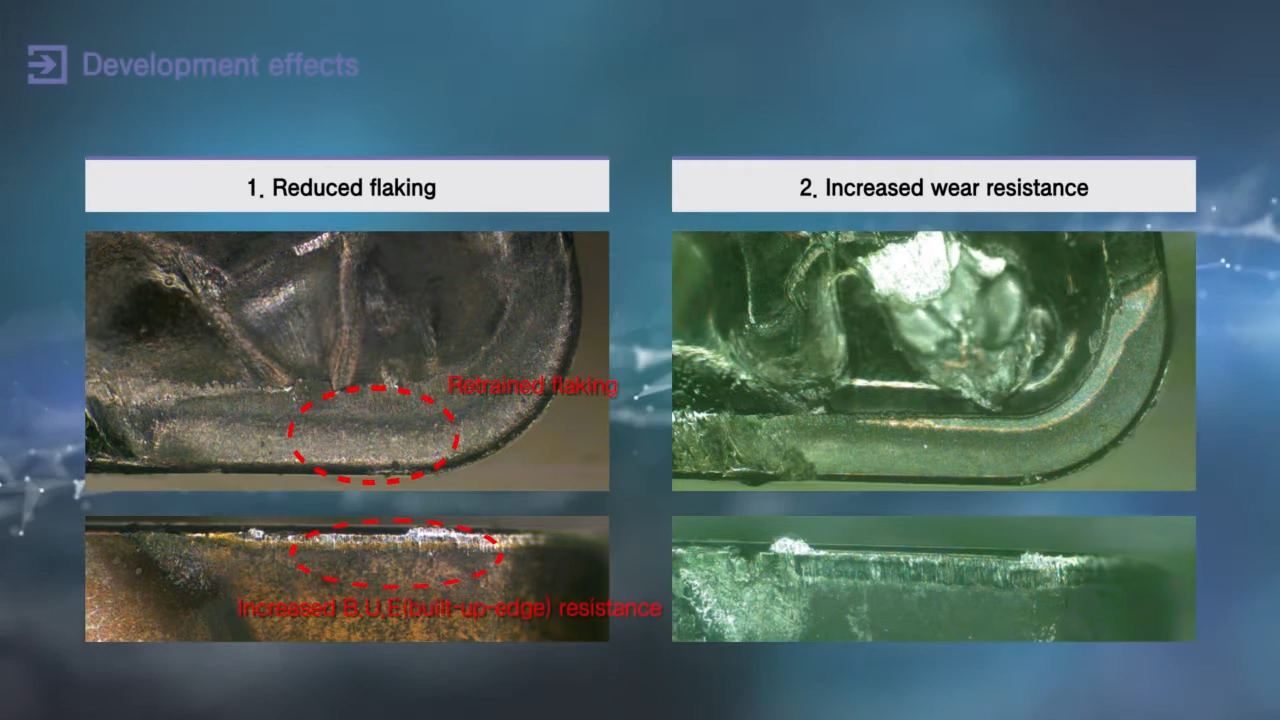 Development effects
1. Reduced flaking
2. Increased wear resistance
Retrained flaking
Increased B.U.E(built-up-edge) resistance